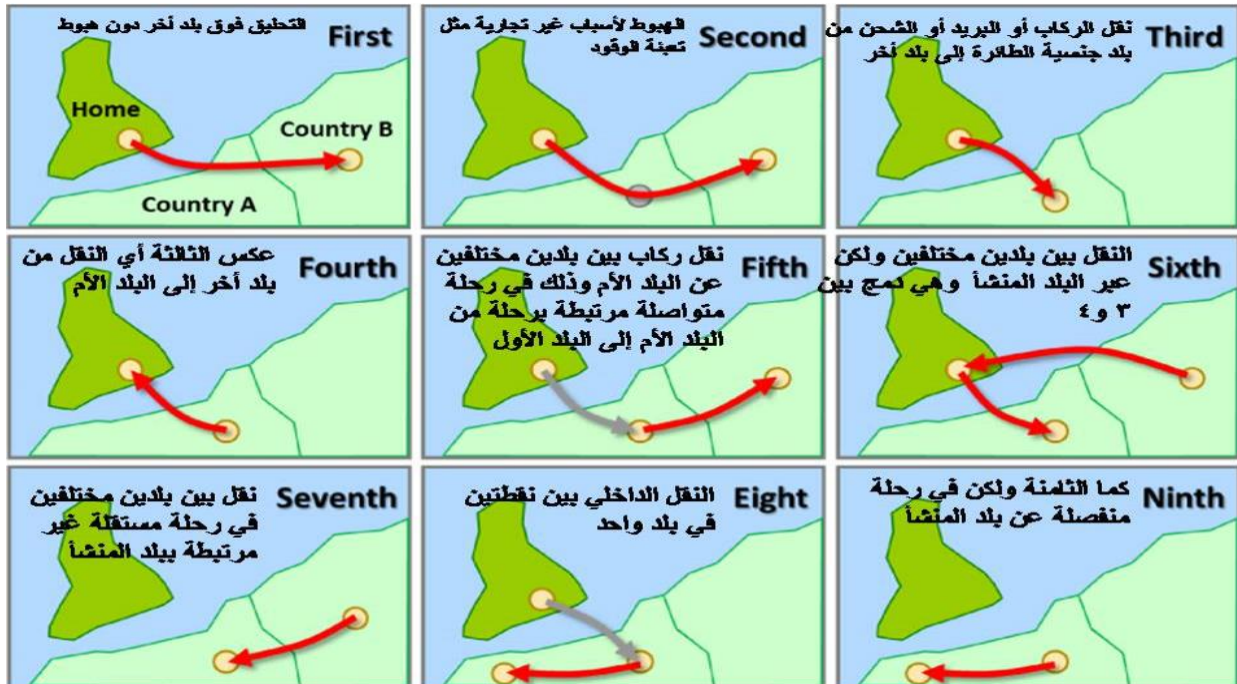 First
التحليق فوق بلد أخر دون هبوط
Home
Country B
Country A
Second
الهبوط لأسباب غير تجارية مثل
تعبئة الوقود
Third
نقل الركاب أو البريد أو الشحن من
بلد جنسية الطائرة إلى بلد أخر
Fourth
عكس الثالثة أي النقل من
بلد أخر إلى البلد الأم
Fifth
نقل ركاب بين بلدين مختلفين
عن البلد الأم وذلك في رحلة
متواصلة مرتبطة برحلة من
البلد الأم إلى البلد الأول
Sixth
النقل بين بلدين مختلفين ولكن
عبر البلد المنشأ وهي دمج بين
٣ و ٤
Seventh
نقل بين بلدين مختلفين
في رحلة مستقلة غير
مرتبطة ببلد المنشأ
Eight
النقل الداخلي بين نقطتين
في بلد واحد
Ninth
كما الثامنة ولكن في رحلة
منفصلة عن بلد المنشأ